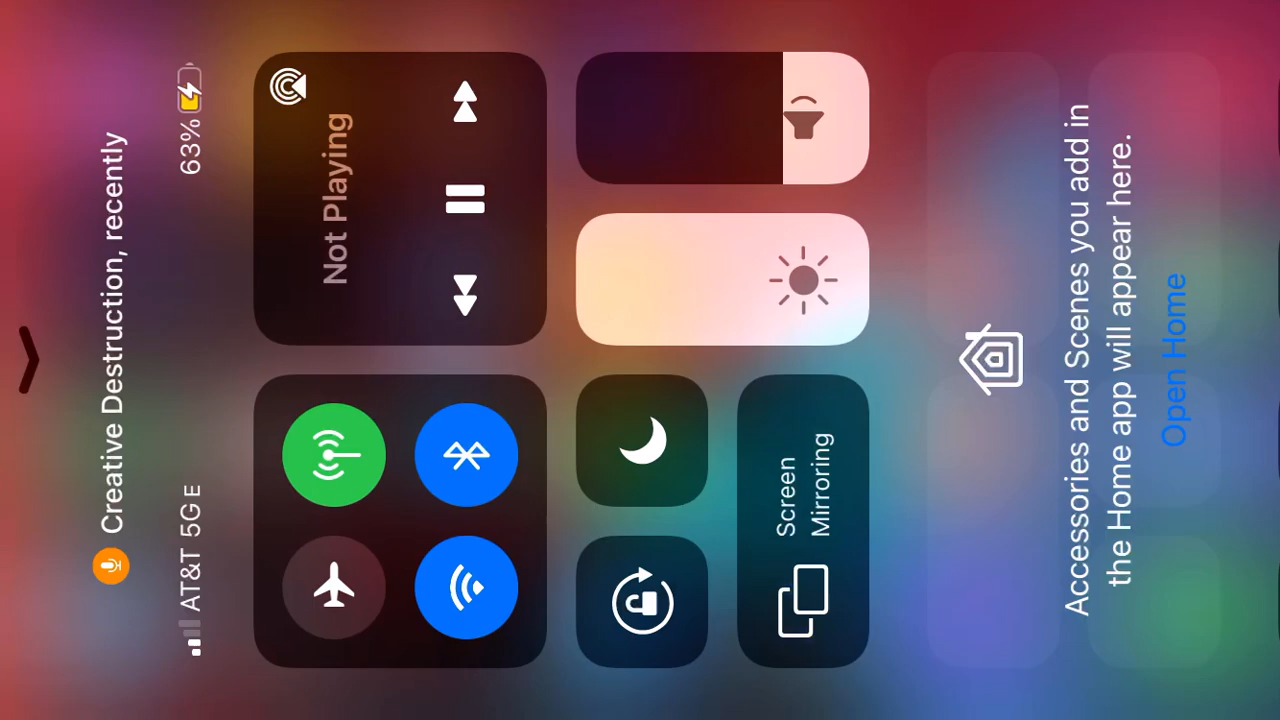 Creative Destruction, recently
AT&T 5GE
63%
Not Playing
Screen
Mirroring
Accessories and Scenes you add in
the Home app will appear here.
Open Home